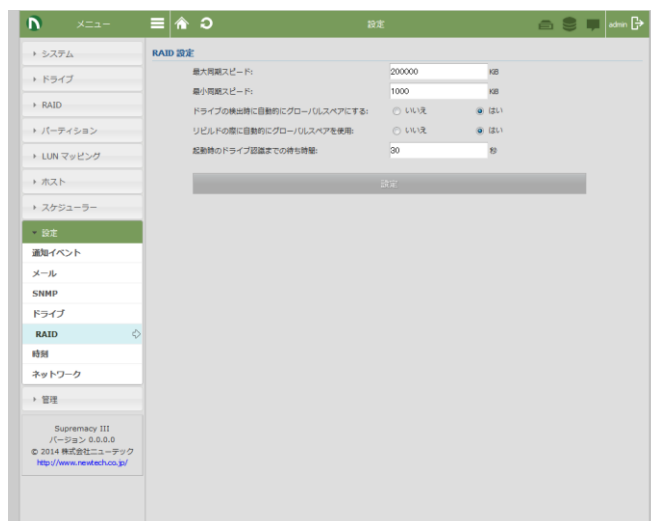 メニュー
設定
admin
システム
ドライブ
RAID
パーティション
LUN マッピング
ホスト
スケジューラー
設定
通知イベント
メール
SNMP
ドライブ
RAID
時刻
ネットワーク
管理
Supremacy III
バージョン 0.0.0.0
© 2014 株式会社ニューテック
http://www.newtech.co.jp/
RAID 設定
最大同期スピード: 200000 KB
最小同期スピード: 1000 KB
ドライブの検出時に自動的にグローバルスペアにする: いいえ はい
リビルドの際に自動的にグローバルスペアを使用: いいえ はい
起動時のドライブ認識までの待ち時間: 30 秒
設定